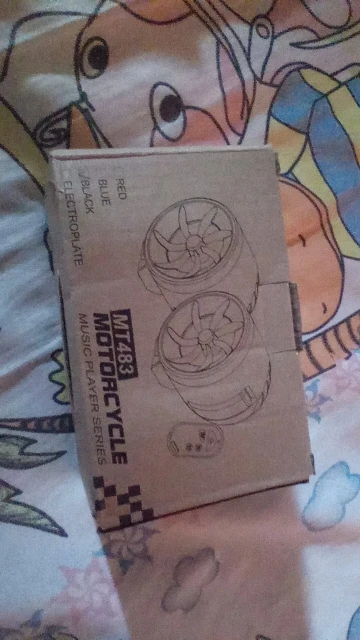 RED
BLUE
√BLACK
ELECTROPLATE
MT483
MOTORCYCLE
MUSIC PLAYER SERIES